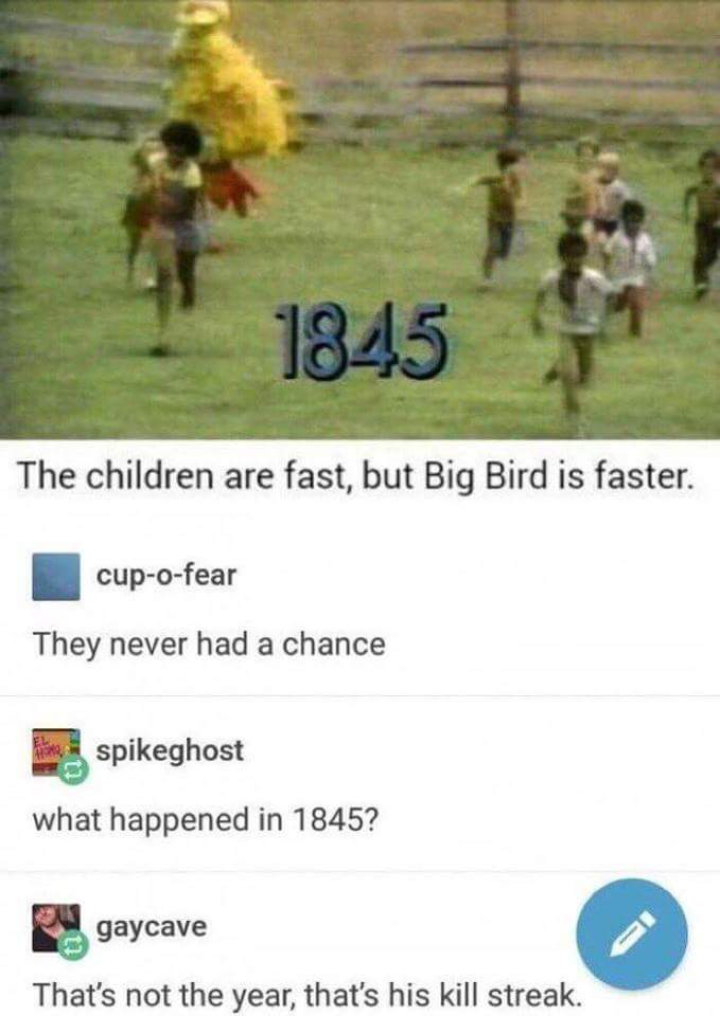 1845
The children are fast, but Big Bird is faster.
cup-o-fear
They never had a chance
EL
spikeghost
what happened in 1845?
gaycave
That's not the year, that's his kill streak.